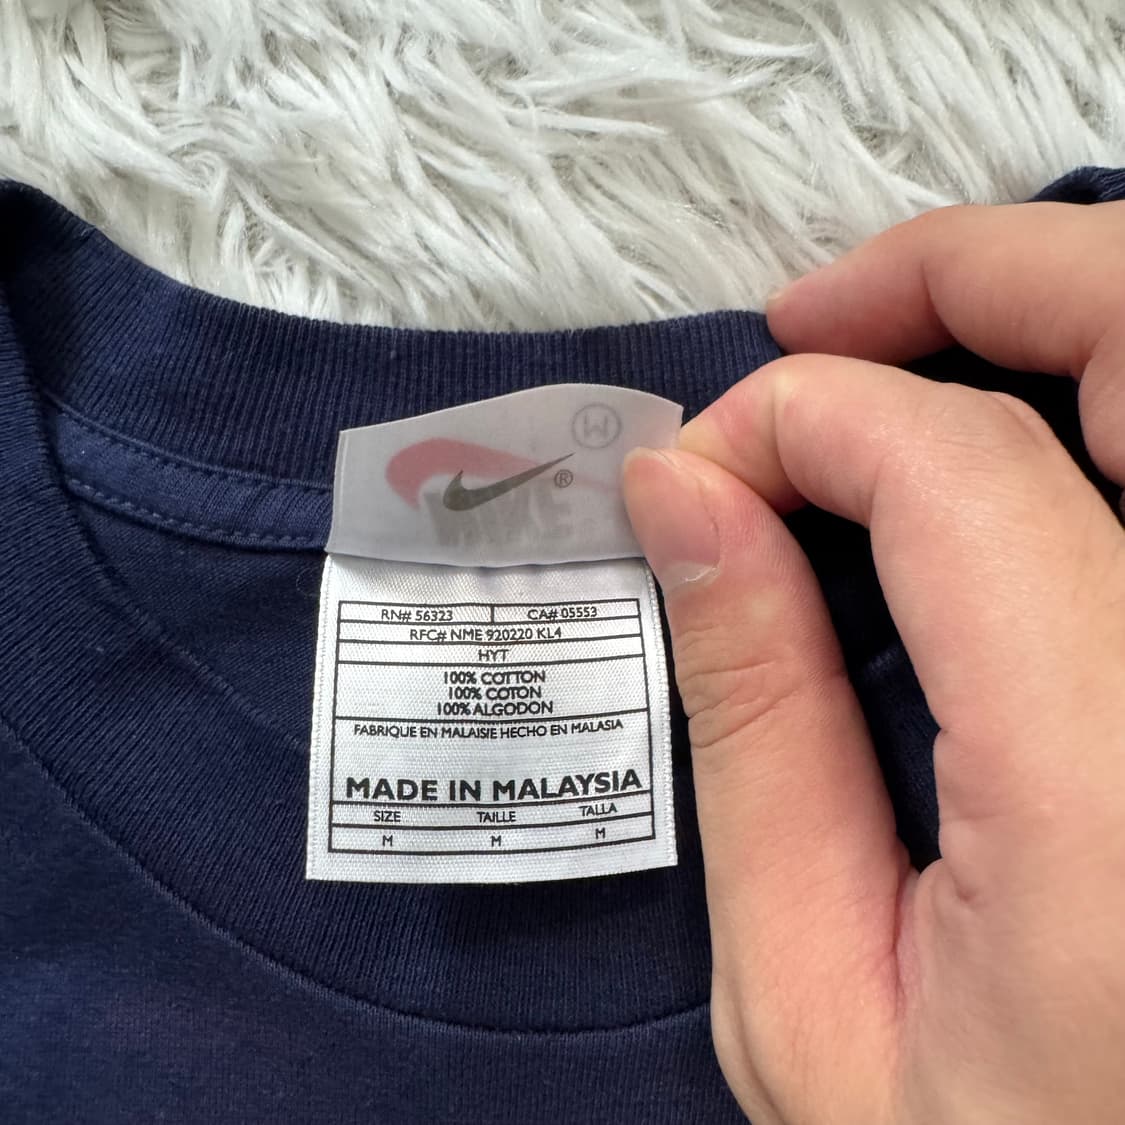 M
®
NIKE
RN# 56323 CA# 05553
RFC# NME 920220 KL4
HYT
100% COTTON
100% COTON
100% ALGODON
FABRIQUE EN MALAISIE HECHO EN MALASIA
MADE IN MALAYSIA
SIZE TAILLE TALLA
M M M